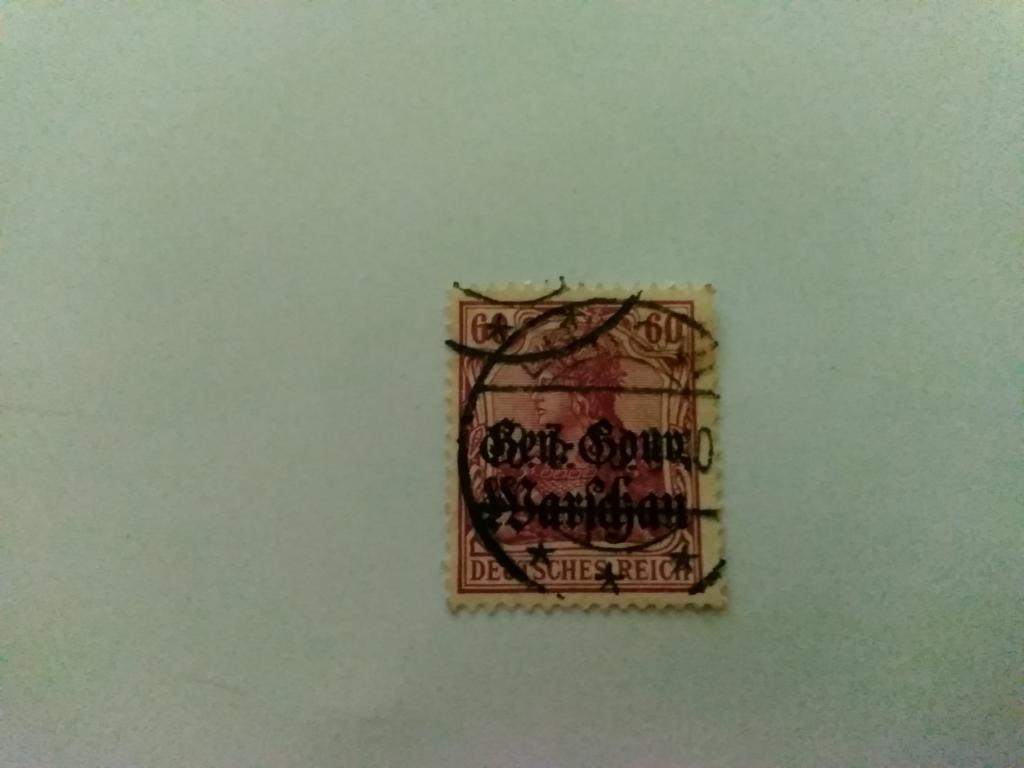 60 60
Gen.-Gouv.
Warschau
DEUTSCHES REICH